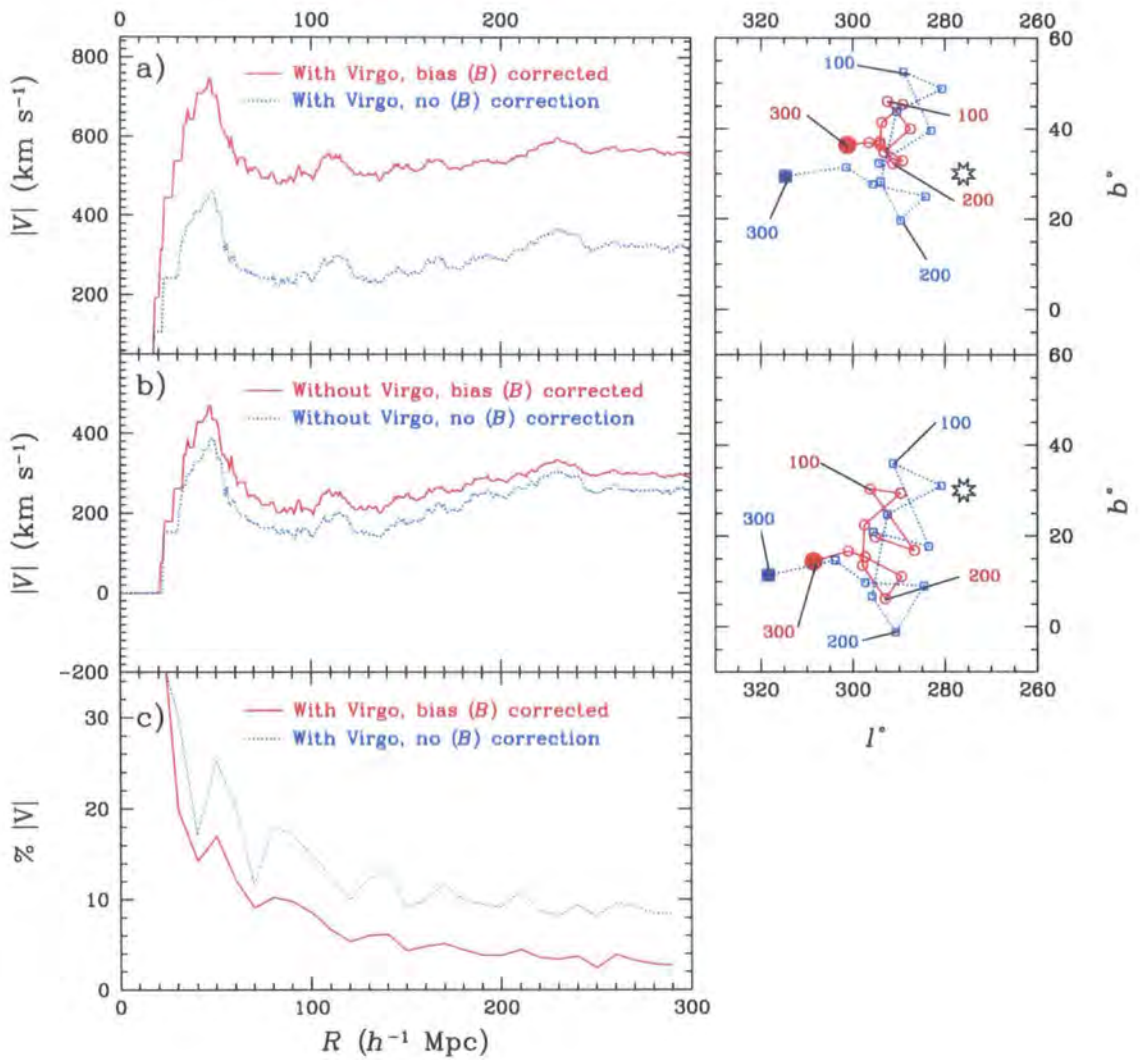 0 100 200
320 300 280 260
800
600
400
200
|V| (km s⁻¹)
a)
With Virgo, bias (B) corrected
With Virgo, no (B) correction
100
100
300
200
300
200
60
40
20
0
b°
400
200
0
-200
|V| (km s⁻¹)
b)
Without Virgo, bias (B) corrected
Without Virgo, no (B) correction
100
100
300
200
300
200
60
40
20
0
b°
320 300 280 260
l°
30
20
10
0
% |V|
c)
With Virgo, bias (B) corrected
With Virgo, no (B) correction
0 100 200 300
R (h⁻¹ Mpc)